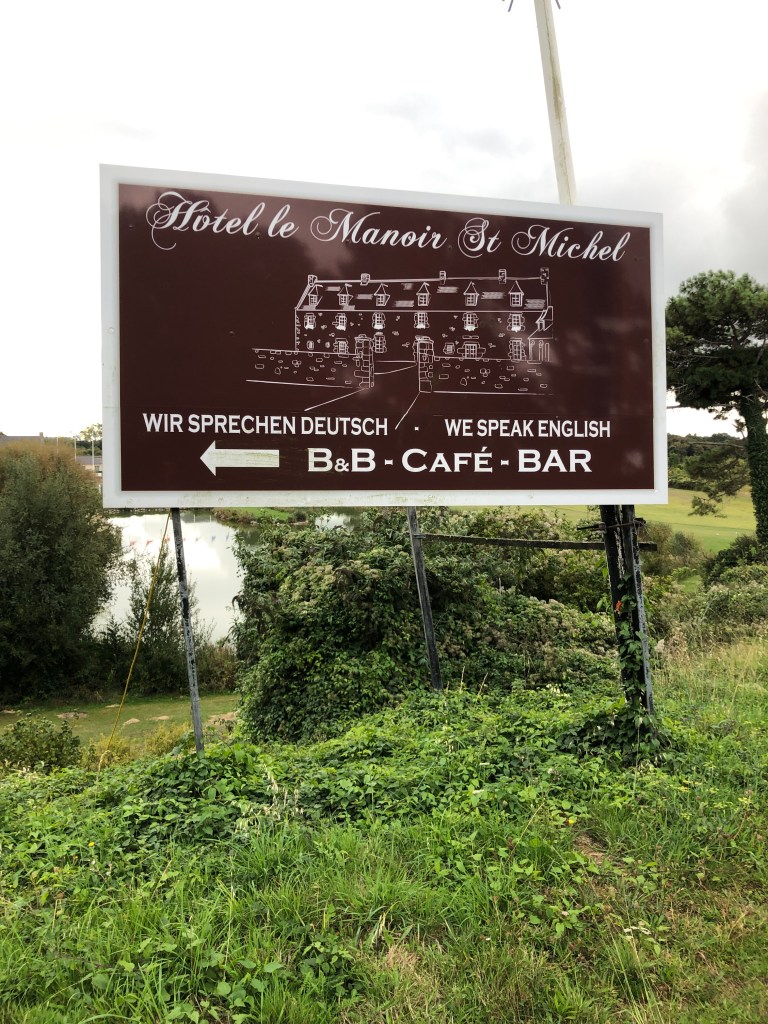 Hôtel le Manoir St Michel
WIR SPRECHEN DEUTSCH - WE SPEAK ENGLISH
B&B - CAFÉ - BAR